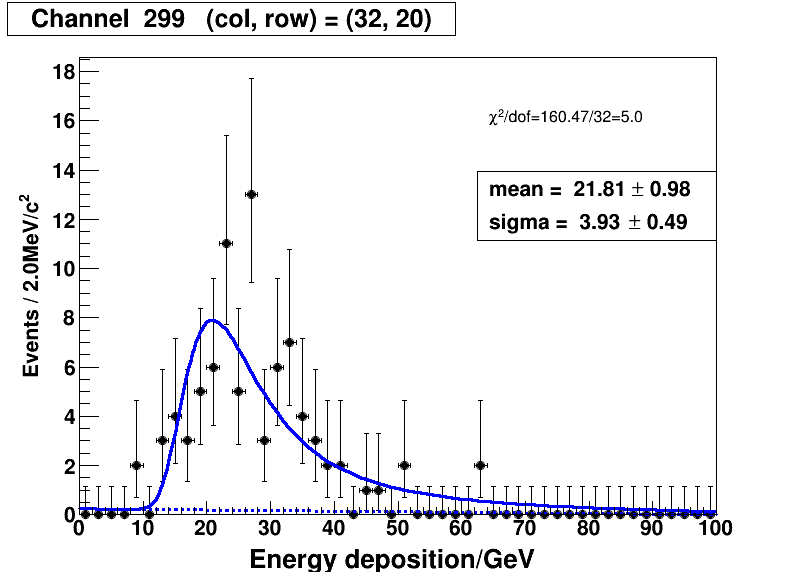 Channel 299 (col, row) = (32, 20)
χ²/dof=160.47/32=5.0
mean = 21.81 ± 0.98
sigma = 3.93 ± 0.49
Events / 2.0MeV/c²
18
16
14
12
10
8
6
4
2
0
0 10 20 30 40 50 60 70 80 90 100
Energy deposition/GeV